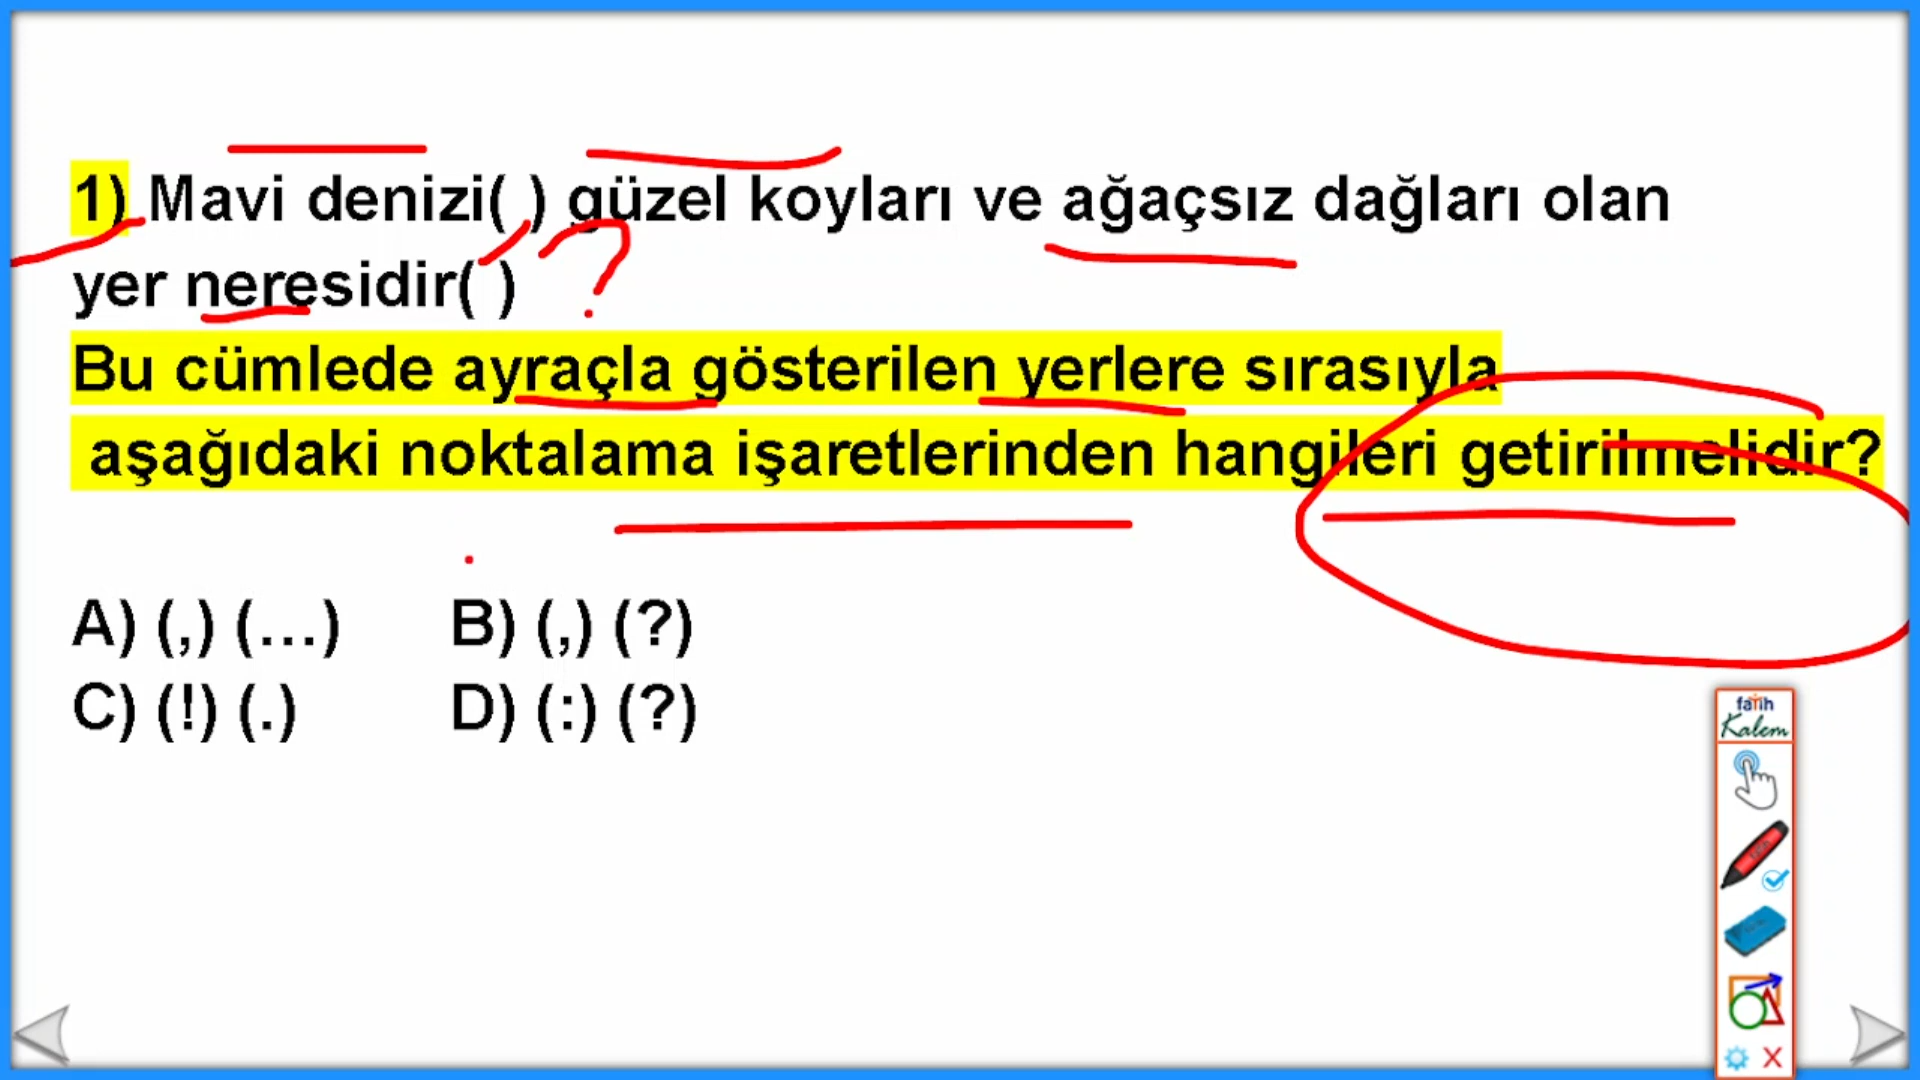 1) Mavi denizi( ) güzel koyları ve ağaçsız dağları olan
yer neresidir( ) ?
Bu cümlede ayraçla gösterilen yerlere sırasıyla
aşağıdaki noktalama işaretlerinden hangileri getirilmelidir?
A) (,) (...) B) (,) (?)
C) (!) (.) D) (:) (?)
fatih
Kalem